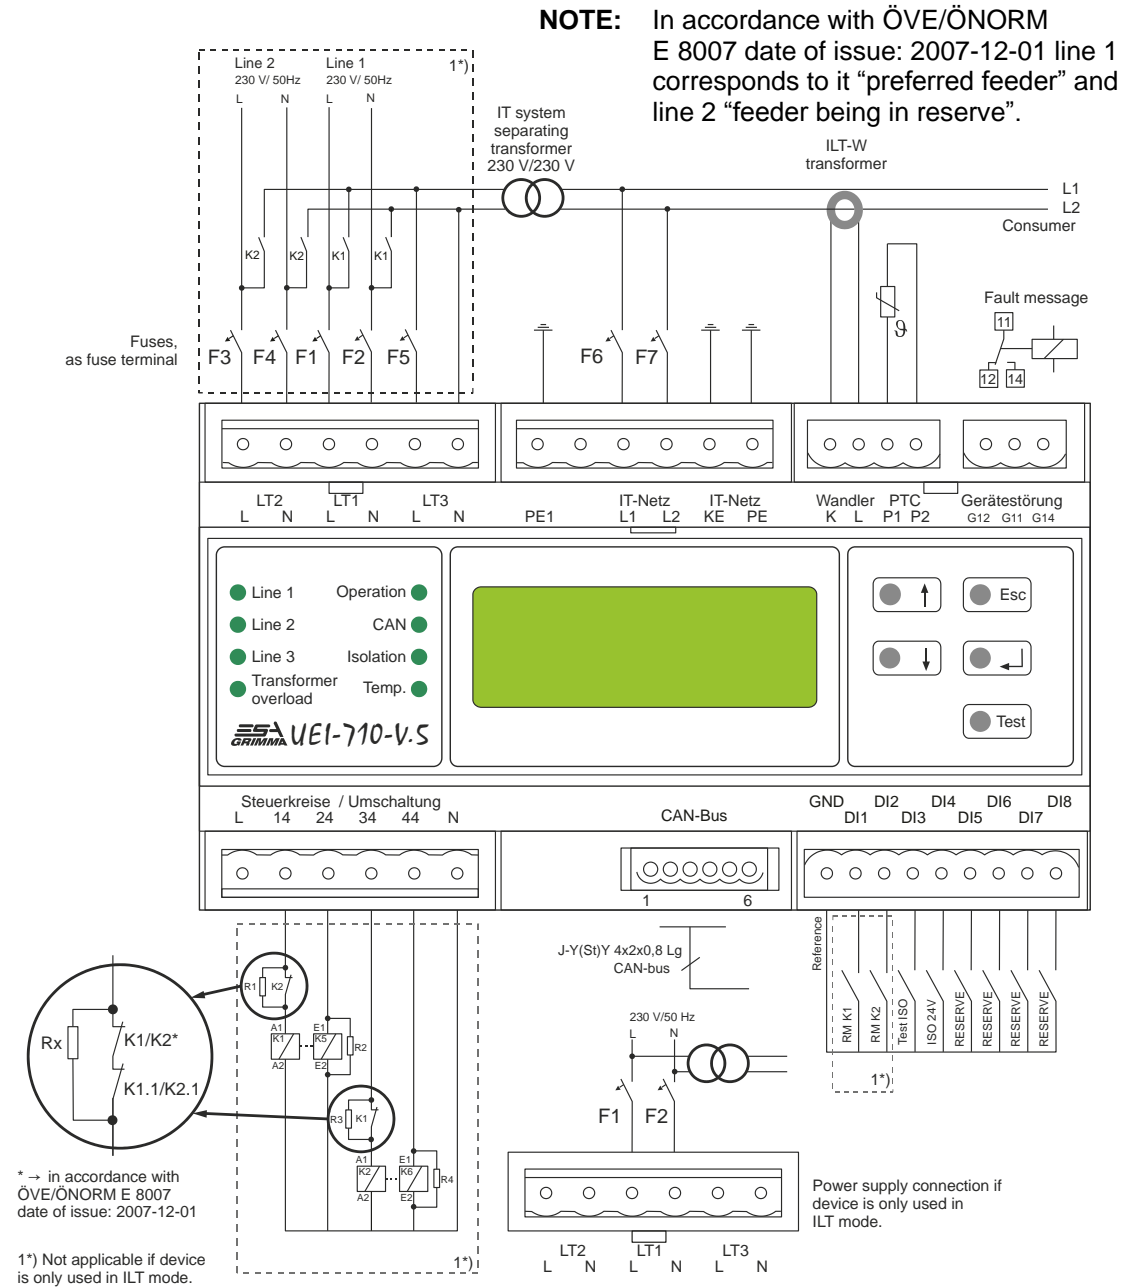 NOTE: In accordance with ÖVE/ÖNORM
E 8007 date of issue: 2007-12-01 line 1
corresponds to it “preferred feeder” and
line 2 “feeder being in reserve”.
Line 2
230 V/ 50Hz
Line 1
230 V/ 50Hz
1*)
L N L N
IT system
separating
transformer
230 V/230 V
ILT-W
transformer
L1
L2
Consumer
K2 K2 K1 K1
Fuses,
as fuse terminal
F3 F4 F1 F2 F5
F6 F7
ϑ
Fault message
11
12 14
LT2 LT1 LT3
L N L N L N
IT-Netz IT-Netz
PE1 L1 L2 KE PE
Wandler PTC Gerätestörung
K L P1 P2 G12 G11 G14
Line 1 Operation
Line 2 CAN
Line 3 Isolation
Transformer
overload
Temp.
ESA
GRIMMA
UEI-710-V.5
Esc
Test
Steuerkreise / Umschaltung
L 14 24 34 44 N
CAN-Bus
GND DI2 DI4 DI6 DI8
DI1 DI3 DI5 DI7
1 6
J-Y(St)Y 4x2x0,8 Lg
CAN-bus
Reference
RM K1
RM K2
Test ISO
ISO 24V
RESERVE
RESERVE
RESERVE
RESERVE
1*)
R1 K2
A1 E1
K1 K5 R2
A2 E2
R3 K1
A1 E1
K2 K6 R4
A2 E2
1*)
Rx
K1/K2*
K1.1/K2.1
* → in accordance with
ÖVE/ÖNORM E 8007
date of issue: 2007-12-01
1*) Not applicable if device
is only used in ILT mode.
230 V/50 Hz
L N
F1 F2
LT2 LT1 LT3
L N L N L N
Power supply connection if
device is only used in
ILT mode.